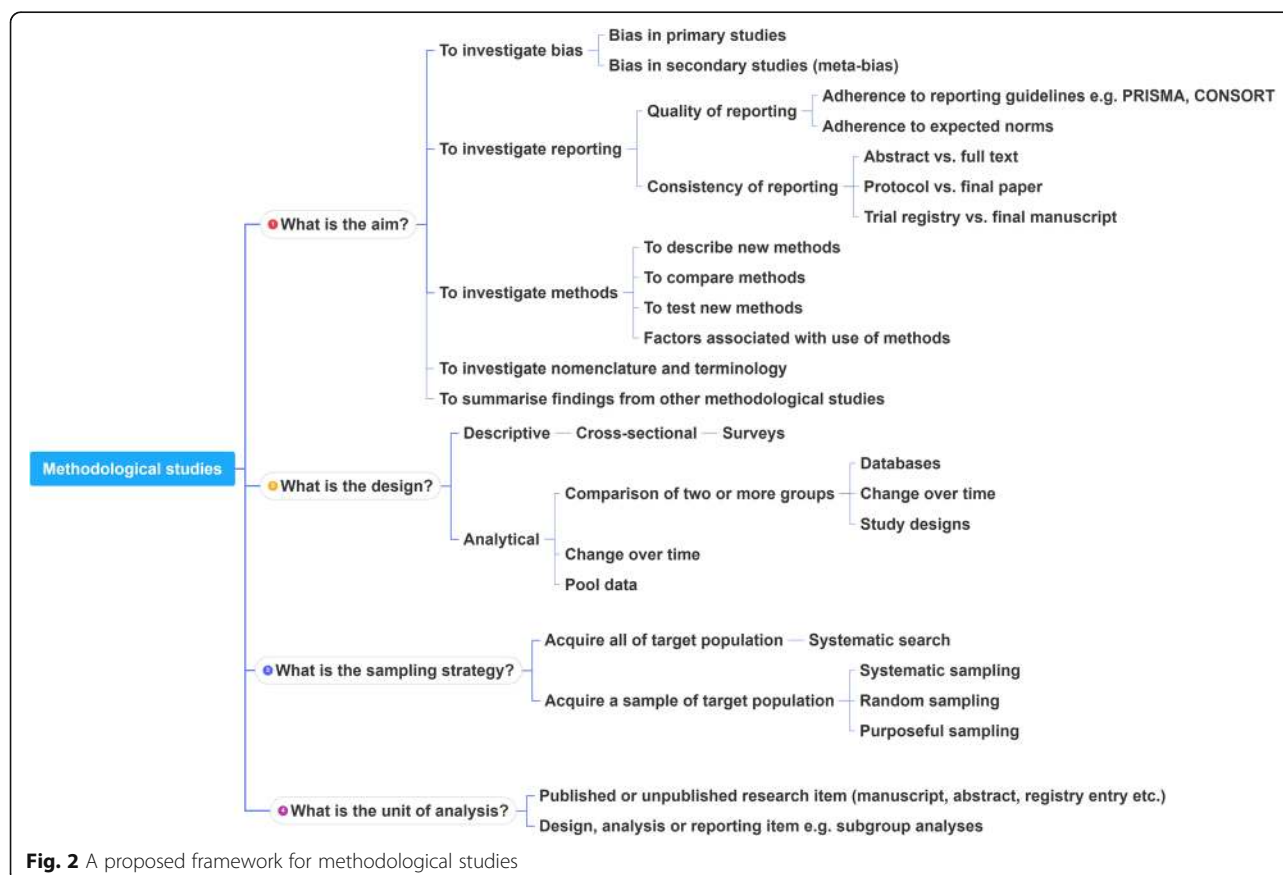 Methodological studies
1 What is the aim?
To investigate bias
Bias in primary studies
Bias in secondary studies (meta-bias)
To investigate reporting
Quality of reporting
Adherence to reporting guidelines e.g. PRISMA, CONSORT
Adherence to expected norms
Consistency of reporting
Abstract vs. full text
Protocol vs. final paper
Trial registry vs. final manuscript
To investigate methods
To describe new methods
To compare methods
To test new methods
Factors associated with use of methods
To investigate nomenclature and terminology
To summarise findings from other methodological studies
What is the design?
Descriptive
Cross-sectional
Surveys
Analytical
Comparison of two or more groups
Databases
Change over time
Study designs
Change over time
Pool data
What is the sampling strategy?
Acquire all of target population
Systematic search
Acquire a sample of target population
Systematic sampling
Random sampling
Purposeful sampling
4 What is the unit of analysis?
Published or unpublished research item (manuscript, abstract, registry entry etc.)
Design, analysis or reporting item e.g. subgroup analyses
Fig. 2 A proposed framework for methodological studies